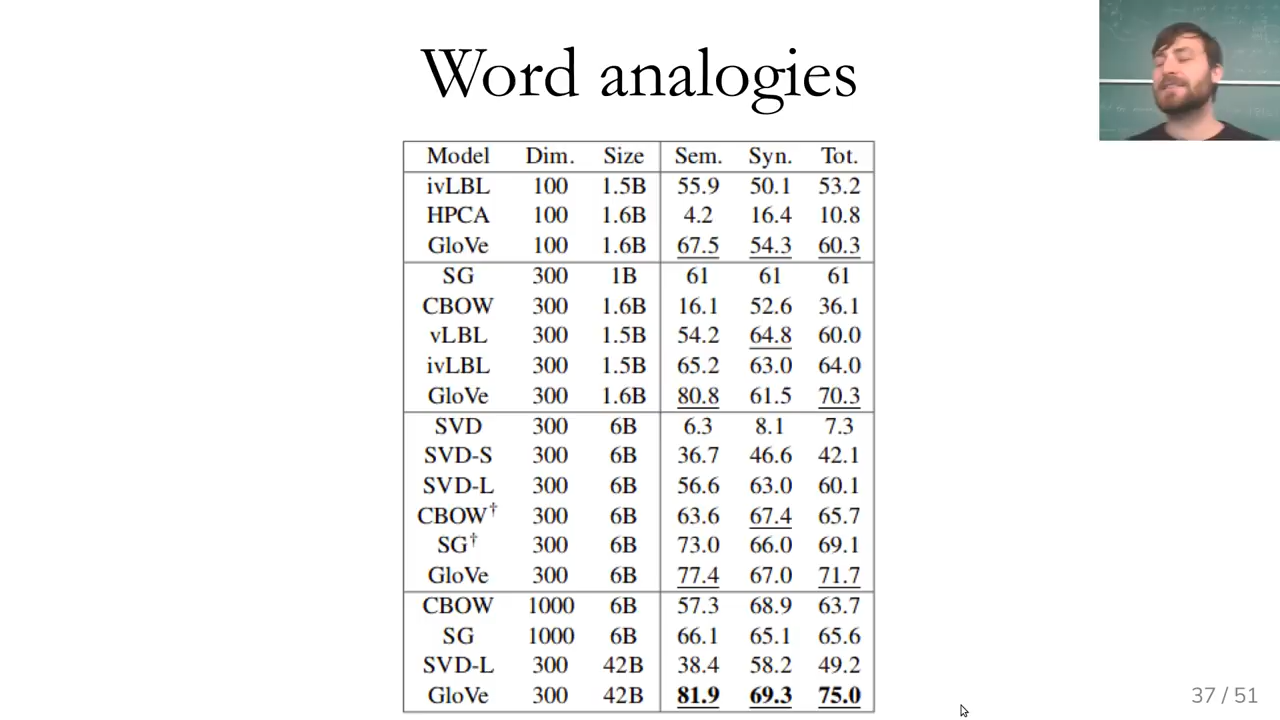 Word analogies
Model Dim. Size Sem. Syn. Tot.
ivLBL 100 1.5B 55.9 50.1 53.2
HPCA 100 1.6B 4.2 16.4 10.8
GloVe 100 1.6B 67.5 54.3 60.3
SG 300 1B 61 61 61
CBOW 300 1.6B 16.1 52.6 36.1
vLBL 300 1.5B 54.2 64.8 60.0
ivLBL 300 1.5B 65.2 63.0 64.0
GloVe 300 1.6B 80.8 61.5 70.3
SVD 300 6B 6.3 8.1 7.3
SVD-S 300 6B 36.7 46.6 42.1
SVD-L 300 6B 56.6 63.0 60.1
CBOW† 300 6B 63.6 67.4 65.7
SG† 300 6B 73.0 66.0 69.1
GloVe 300 6B 77.4 67.0 71.7
CBOW 1000 6B 57.3 68.9 63.7
SG 1000 6B 66.1 65.1 65.6
SVD-L 300 42B 38.4 58.2 49.2
GloVe 300 42B 81.9 69.3 75.0
37 / 51